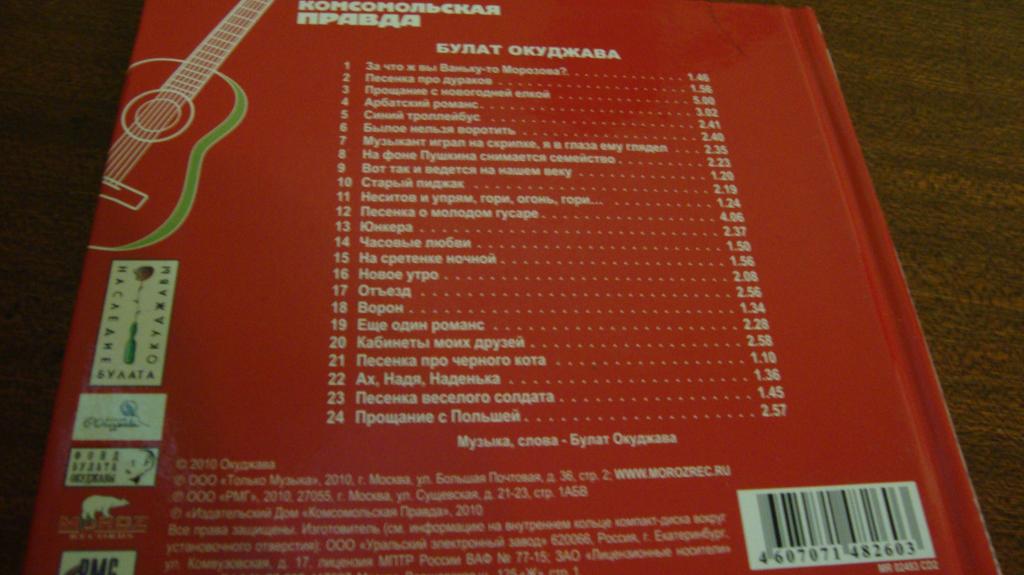 КОМСОМОЛЬСКАЯ
ПРАВДА
БУЛАТ ОКУДЖАВА
1 За что ж вы Ваньку-то Морозова? 1.46
2 Песенка про дураков 1.56
3 Прощание с новогодней елкой 5.00
4 Арбатский романс 3.02
5 Синий троллейбус 2.41
6 Былое нельзя воротить 2.40
7 Музыкант играл на скрипке, я в глаза ему глядел 2.35
8 На фоне Пушкина снимается семейство 2.23
9 Вот так и ведется на нашем веку 1.20
10 Старый пиджак 2.19
11 Неситов и упрям, гори, огонь, гори... 1.24
12 Песенка о молодом гусаре 4.06
13 Юнкера 2.37
14 Часовые любви 1.50
15 На сретенке ночной 1.56
16 Новое утро 2.08
17 Отъезд 2.56
18 Ворон 1.34
19 Еще один романс 2.28
20 Кабинеты моих друзей 2.58
21 Песенка про черного кота 1.10
22 Ах, Надя, Наденька 1.36
23 Песенка веселого солдата 1.45
24 Прощание с Польшей 2.57
Музыка, слова - Булат Окуджава
НАСЛЕДИЕ
БУЛАТА
ОКУДЖАВЫ
ФОНД
БУЛАТА
ОКУДЖАВЫ
MOROZ
RECORDS
РМГ
© 2010 Окуджава
℗ ООО «Только Музыка», 2010, г. Москва, ул. Большая Почтовая, д. 36, стр. 2; WWW.MOROZREC.RU
℗ ООО «РМГ», 2010, 27055, г. Москва, ул. Сущевская, д. 21-23, стр. 1АБВ
℗ «Издательский Дом «Комсомольская Правда», 2010
Все права защищены. Изготовитель (см. информацию на внутреннем кольце компакт-диска вокруг
установочного отверстия): ООО «Уральский электронный завод» 620066, Россия, г. Екатеринбург,
ул. Комвузовская, д. 17, лицензия МПТР России ВАФ № 77-15; ЗАО «Лицензионные носители»
4 607071 482603
MR 02493 CD2